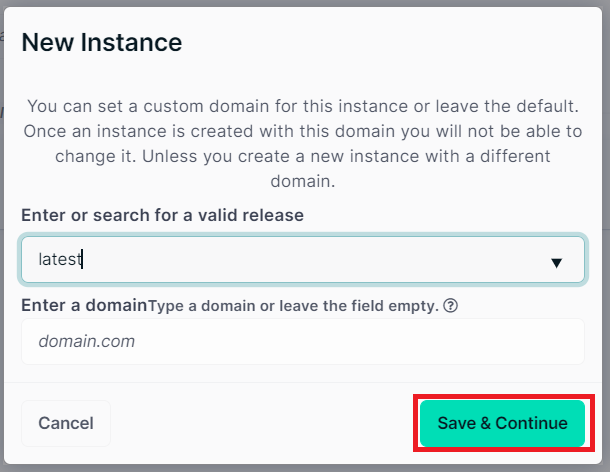 New Instance
You can set a custom domain for this instance or leave the default.
Once an instance is created with this domain you will not be able to
change it. Unless you create a new instance with a different
domain.
Enter or search for a valid release
latest
Enter a domainType a domain or leave the field empty.
domain.com
Cancel
Save & Continue